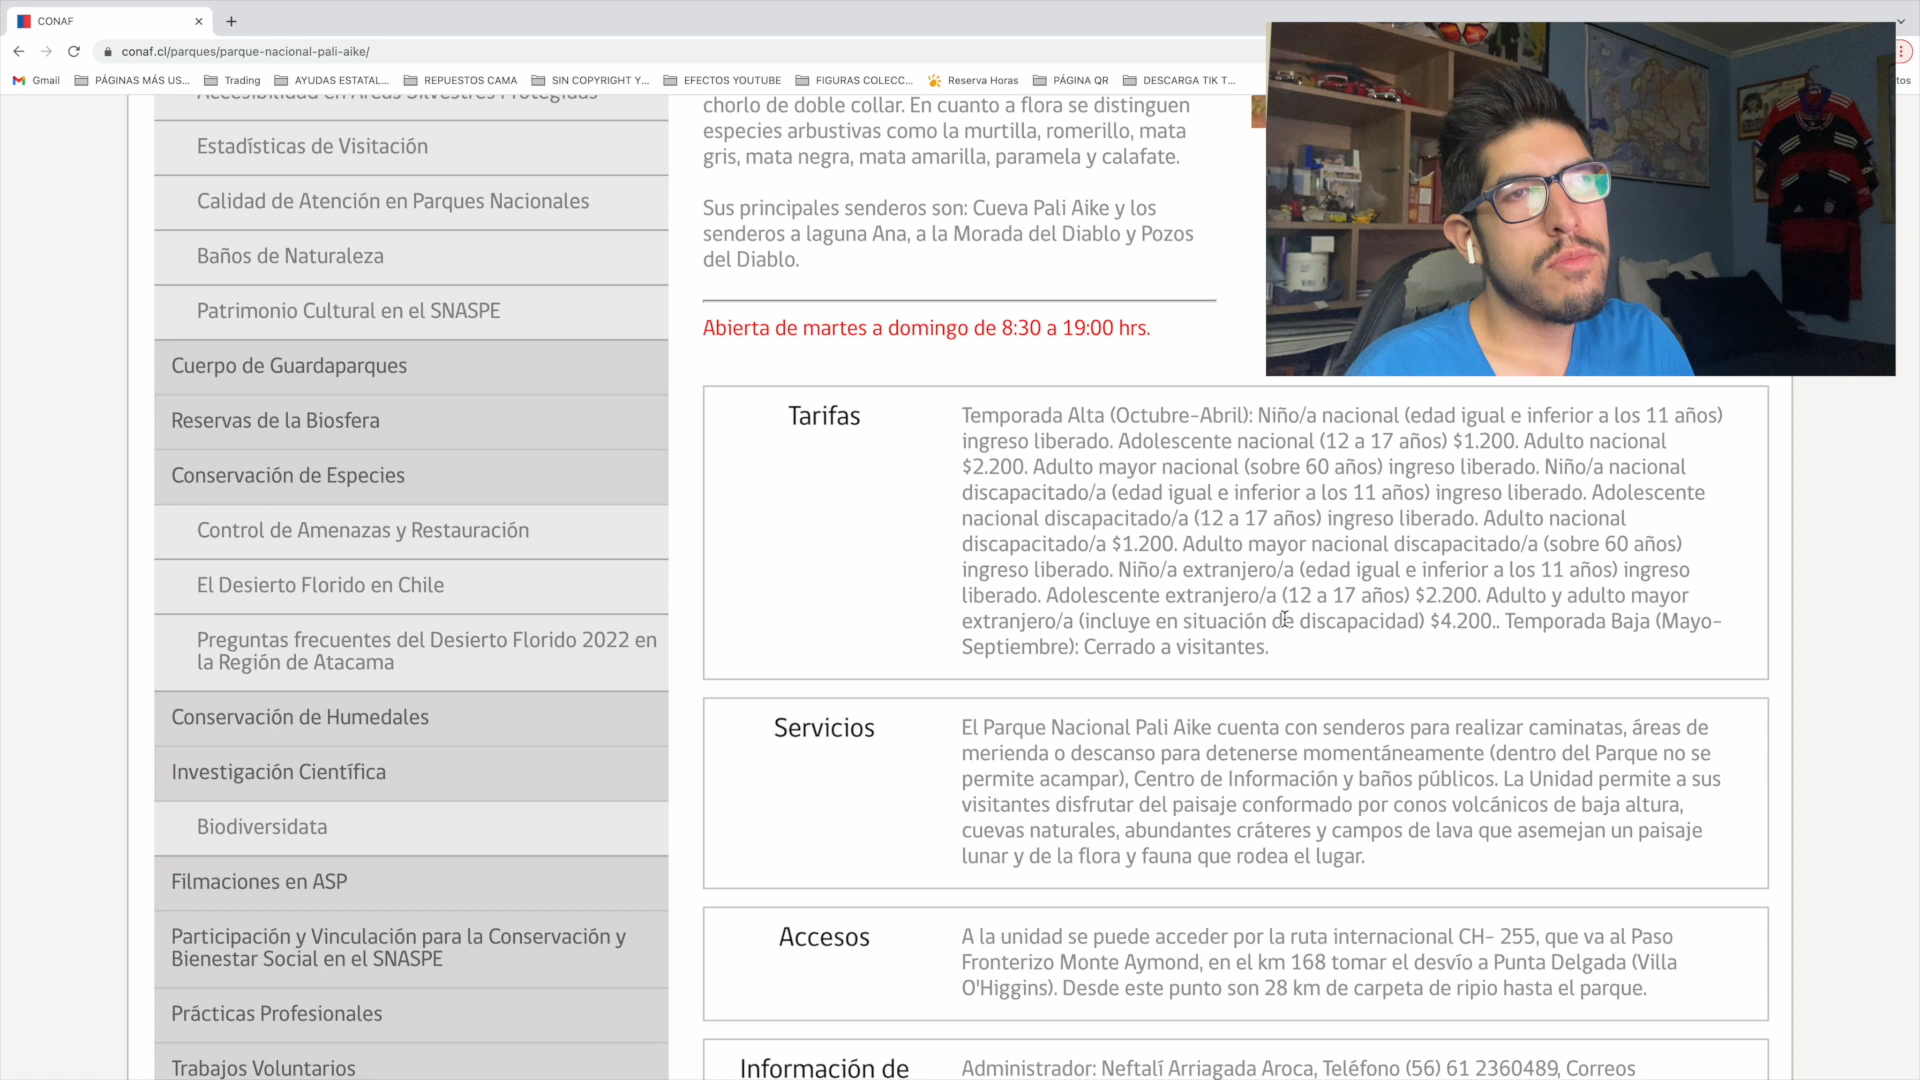 CONAF
conaf.cl/parques/parque-nacional-pali-aike/
Gmail
PÁGINAS MÁS US...
Trading
AYUDAS ESTATAL...
REPUESTOS CAMA
SIN COPYRIGHT Y...
EFECTOS YOUTUBE
FIGURAS COLECC...
Reserva Horas
PÁGINA QR
DESCARGA TIK T...
tos
Accesibilidad en Áreas Silvestres Protegidas
Estadísticas de Visitación
Calidad de Atención en Parques Nacionales
Baños de Naturaleza
Patrimonio Cultural en el SNASPE
Cuerpo de Guardaparques
Reservas de la Biosfera
Conservación de Especies
Control de Amenazas y Restauración
El Desierto Florido en Chile
Preguntas frecuentes del Desierto Florido 2022 en
la Región de Atacama
Conservación de Humedales
Investigación Científica
Biodiversidata
Filmaciones en ASP
Participación y Vinculación para la Conservación y
Bienestar Social en el SNASPE
Prácticas Profesionales
Trabajos Voluntarios
chorlo de doble collar. En cuanto a flora se distinguen
especies arbustivas como la murtilla, romerillo, mata
gris, mata negra, mata amarilla, paramela y calafate.
Sus principales senderos son: Cueva Pali Aike y los
senderos a laguna Ana, a la Morada del Diablo y Pozos
del Diablo.
Abierta de martes a domingo de 8:30 a 19:00 hrs.
Tarifas
Temporada Alta (Octubre-Abril): Niño/a nacional (edad igual e inferior a los 11 años)
ingreso liberado. Adolescente nacional (12 a 17 años) $1.200. Adulto nacional
$2.200. Adulto mayor nacional (sobre 60 años) ingreso liberado. Niño/a nacional
discapacitado/a (edad igual e inferior a los 11 años) ingreso liberado. Adolescente
nacional discapacitado/a (12 a 17 años) ingreso liberado. Adulto nacional
discapacitado/a $1.200. Adulto mayor nacional discapacitado/a (sobre 60 años)
ingreso liberado. Niño/a extranjero/a (edad igual e inferior a los 11 años) ingreso
liberado. Adolescente extranjero/a (12 a 17 años) $2.200. Adulto y adulto mayor
extranjero/a (incluye en situación de discapacidad) $4.200.. Temporada Baja (Mayo-
Septiembre): Cerrado a visitantes.
Servicios
El Parque Nacional Pali Aike cuenta con senderos para realizar caminatas, áreas de
merienda o descanso para detenerse momentáneamente (dentro del Parque no se
permite acampar), Centro de Información y baños públicos. La Unidad permite a sus
visitantes disfrutar del paisaje conformado por conos volcánicos de baja altura,
cuevas naturales, abundantes cráteres y campos de lava que asemejan un paisaje
lunar y de la flora y fauna que rodea el lugar.
Accesos
A la unidad se puede acceder por la ruta internacional CH- 255, que va al Paso
Fronterizo Monte Aymond, en el km 168 tomar el desvío a Punta Delgada (Villa
O'Higgins). Desde este punto son 28 km de carpeta de ripio hasta el parque.
Información de
Administrador: Neftalí Arriagada Aroca, Teléfono (56) 61 2360489, Correos